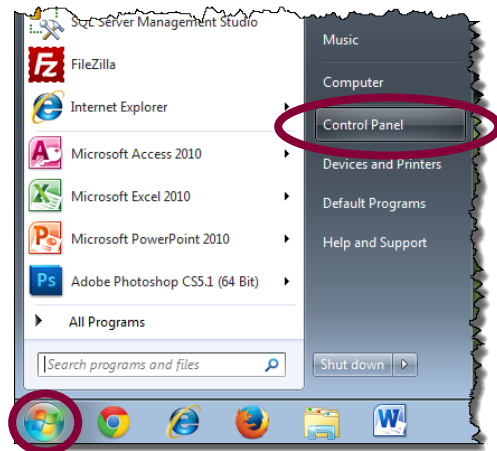 SQL Server Management Studio
FileZilla
Internet Explorer
Microsoft Access 2010
Microsoft Excel 2010
Microsoft PowerPoint 2010
Ps
Adobe Photoshop CS5.1 (64 Bit)
All Programs
Search programs and files
Music
Computer
Control Panel
Devices and Printers
Default Programs
Help and Support
Shut down